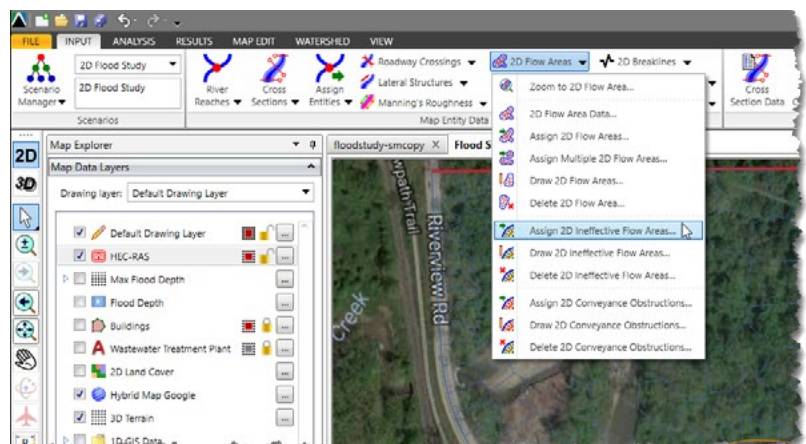 FILE INPUT ANALYSIS RESULTS MAP EDIT WATERSHED VIEW
Scenario Manager
2D Flood Study
2D Flood Study
Scenarios
River Reaches
Cross Sections
Assign Entities
Roadway Crossings
Lateral Structures
Manning's Roughness
2D Flow Areas
2D Breaklines
Map Entity Data
Cross Section Data
Zoom to 2D Flow Area...
2D Flow Area Data...
Assign 2D Flow Areas...
Assign Multiple 2D Flow Areas...
Draw 2D Flow Areas...
Delete 2D Flow Area...
Assign 2D Ineffective Flow Areas...
Draw 2D Ineffective Flow Areas...
Delete 2D Ineffective Flow Areas...
Assign 2D Conveyance Obstructions...
Draw 2D Conveyance Obstructions...
Delete 2D Conveyance Obstructions...
2D
3D
Map Explorer
Map Data Layers
Drawing layer: Default Drawing Layer
Default Drawing Layer
HEC-RAS
Max Flood Depth
Flood Depth
Buildings
Wastewater Treatment Plant
2D Land Cover
Hybrid Map Google
3D Terrain
1D-GIS Data
floodstudy-smcopy X Flood S
wpath Trail
Riverview Rd
Creek